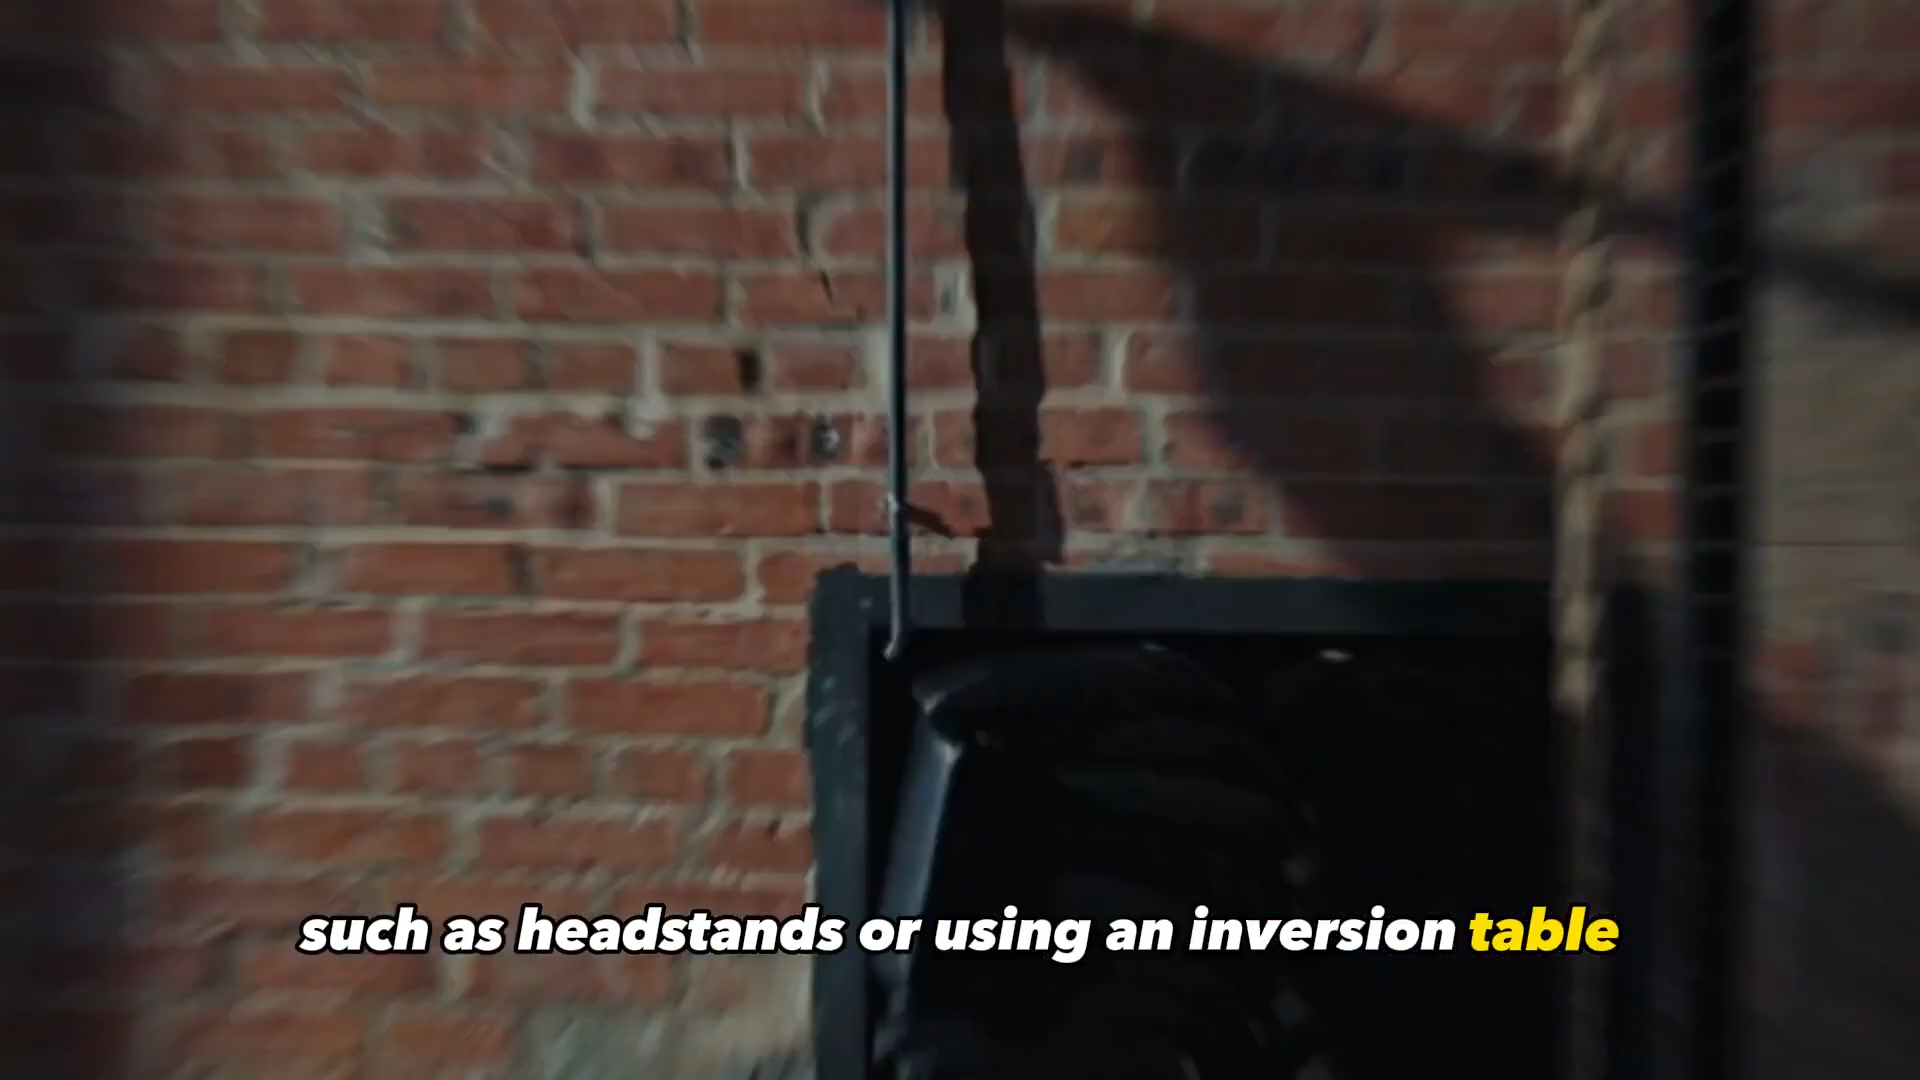 such as headstands or using an inversion table